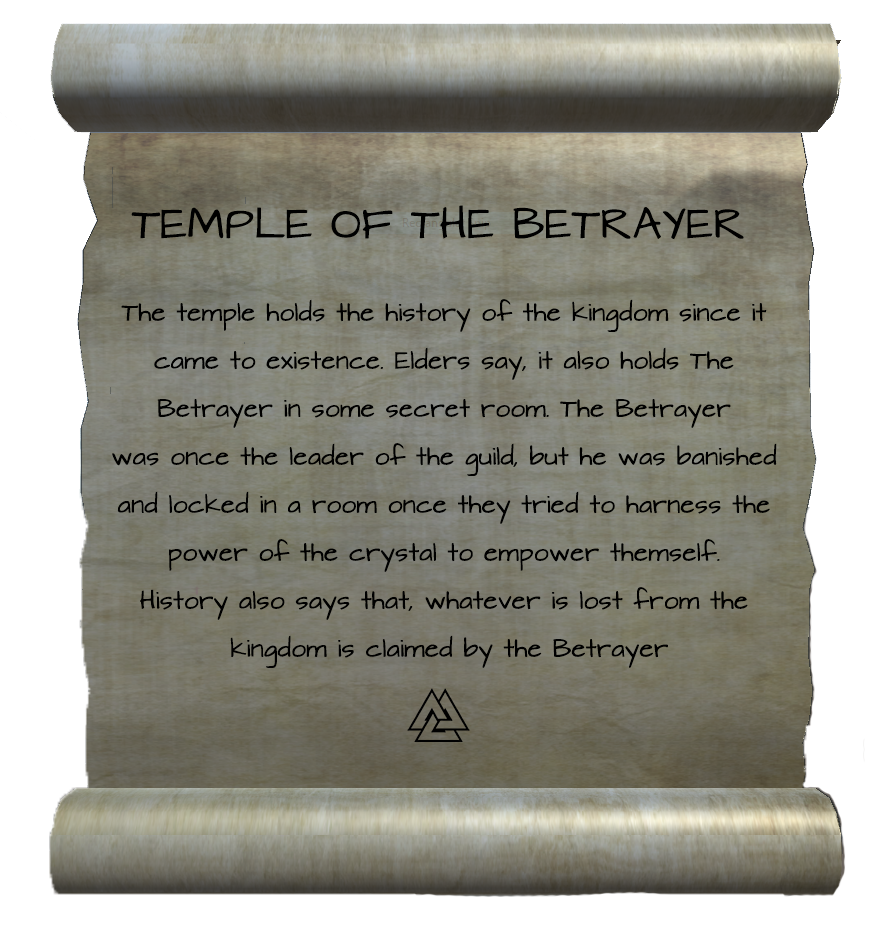 TEMPLE OF THE BETRAYER
The temple holds the history of the kingdom since it
came to existence. Elders say, it also holds The
Betrayer in some secret room. The Betrayer
was once the leader of the guild, but he was banished
and locked in a room once they tried to harness the
power of the crystal to empower themself.
History also says that, whatever is lost from the
kingdom is claimed by the Betrayer